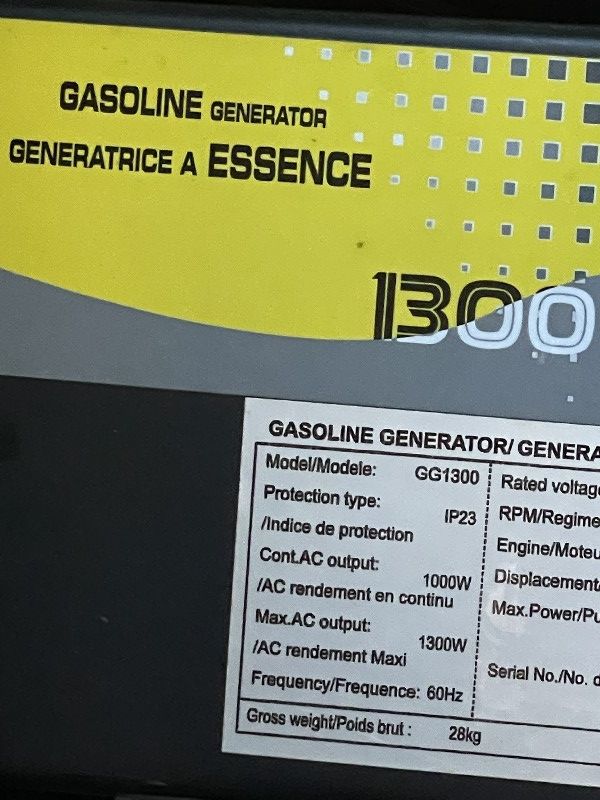 GASOLINE GENERATOR
GENERATRICE A ESSENCE
1300
GASOLINE GENERATOR/ GENERA
Model/Modele: GG1300
Rated voltage
Protection type: IP23
RPM/Regime
/Indice de protection
Engine/Moteu
Cont.AC output: 1000W
Displacement/
/AC rendement en continu
Max.Power/Pu
Max.AC output: 1300W
/AC rendement Maxi
Serial No./No. d
Frequency/Frequence: 60Hz
Gross weight/Poids brut : 28kg